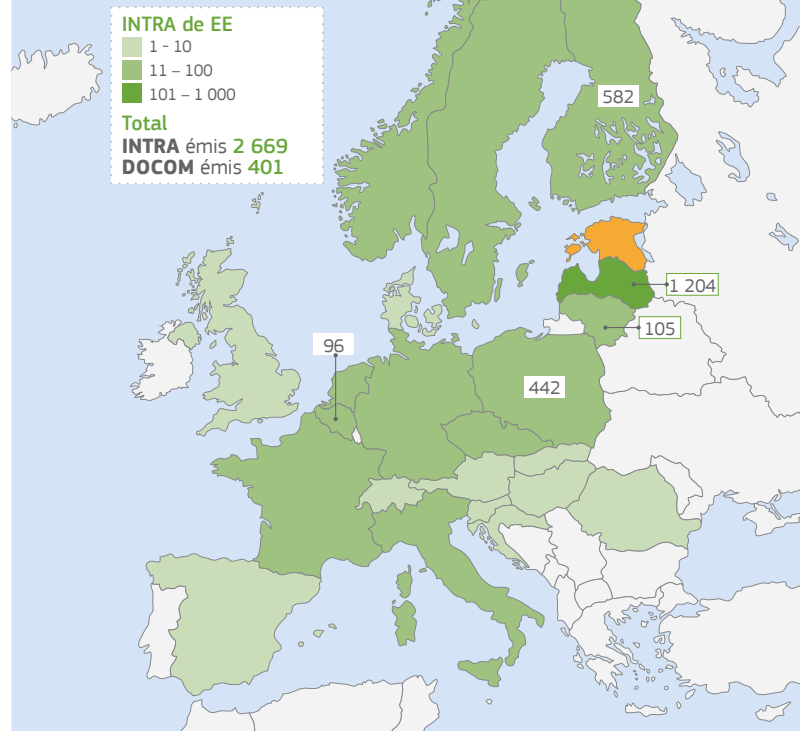 INTRA de EE
1 - 10
11 – 100
101 – 1 000
Total
INTRA émis 2 669
DOCOM émis 401
582
1 204
105
96
442